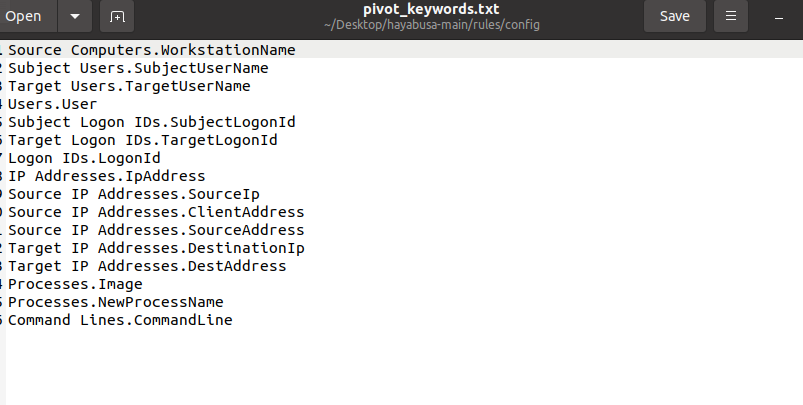 Open
pivot_keywords.txt
~/Desktop/hayabusa-main/rules/config
Save
Source Computers.WorkstationName
Subject Users.SubjectUserName
Target Users.TargetUserName
Users.User
Subject Logon IDs.SubjectLogonId
Target Logon IDs.TargetLogonId
Logon IDs.LogonId
IP Addresses.IpAddress
Source IP Addresses.SourceIp
Source IP Addresses.ClientAddress
Source IP Addresses.SourceAddress
Target IP Addresses.DestinationIp
Target IP Addresses.DestAddress
Processes.Image
Processes.NewProcessName
Command Lines.CommandLine